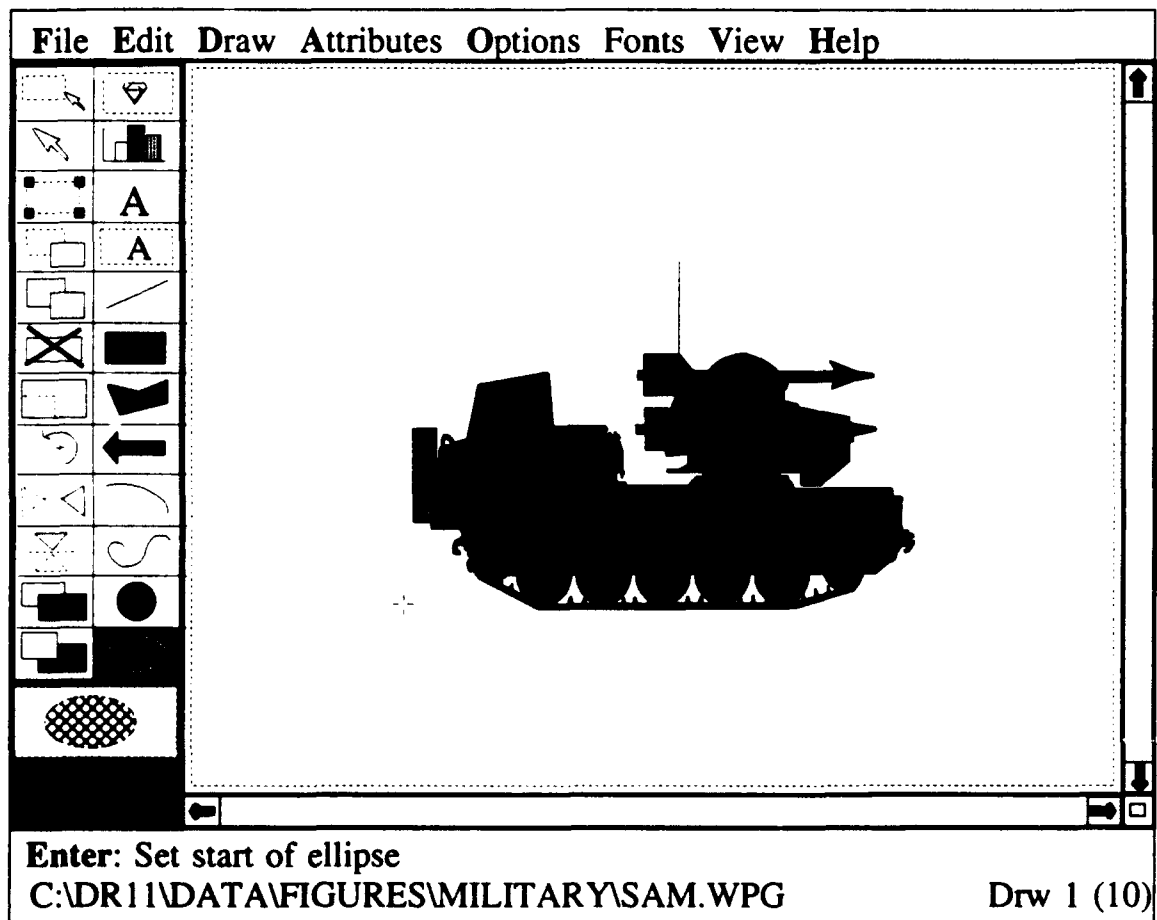 File Edit Draw Attributes Options Fonts View Help
A
A
Enter: Set start of ellipse
C:\DR11\DATA\FIGURES\MILITARY\SAM.WPG Drw 1 (10)